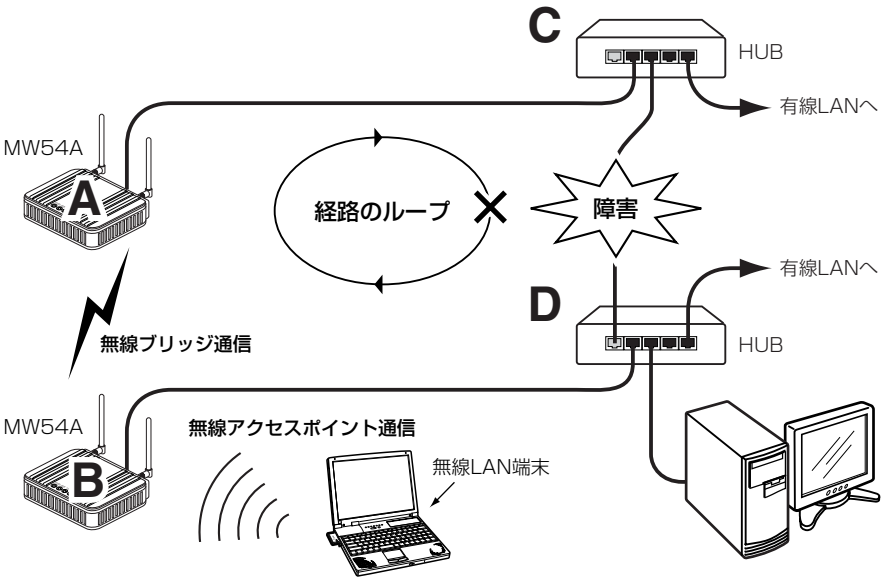 C
HUB
有線LANへ
MW54A
A
経路のループ
障害
有線LANへ
D
HUB
無線ブリッジ通信
MW54A
B
無線アクセスポイント通信
無線LAN端末